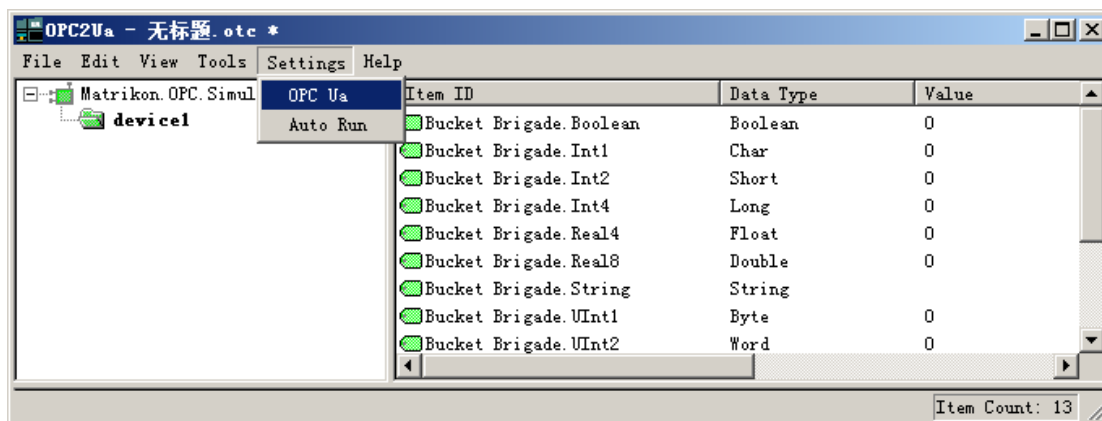 OPC2Ua - 无标题.otc *
File Edit View Tools Settings Help
Matrikon.OPC.Simul OPC Ua Item ID Data Type Value
device1 Auto Run Bucket Brigade.Boolean Boolean 0
Bucket Brigade.Int1 Char 0
Bucket Brigade.Int2 Short 0
Bucket Brigade.Int4 Long 0
Bucket Brigade.Real4 Float 0
Bucket Brigade.Real8 Double 0
Bucket Brigade.String String
Bucket Brigade.UInt1 Byte 0
Bucket Brigade.UInt2 Word 0
Item Count: 13